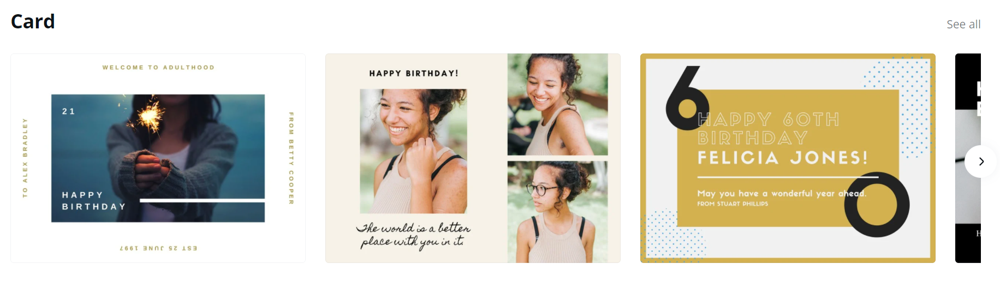 Card
See all
WELCOME TO ADULTHOOD
21
TO ALEX BRADLEY
FROM BETTY COOPER
HAPPY
BIRTHDAY
EST 25 JUNE 1997
HAPPY BIRTHDAY!
The world is a better
place with you in it.
6
HAPPY 60TH
BIRTHDAY
FELICIA JONES!
May you have a wonderful year ahead.
FROM STUART PHILLIPS
0
H